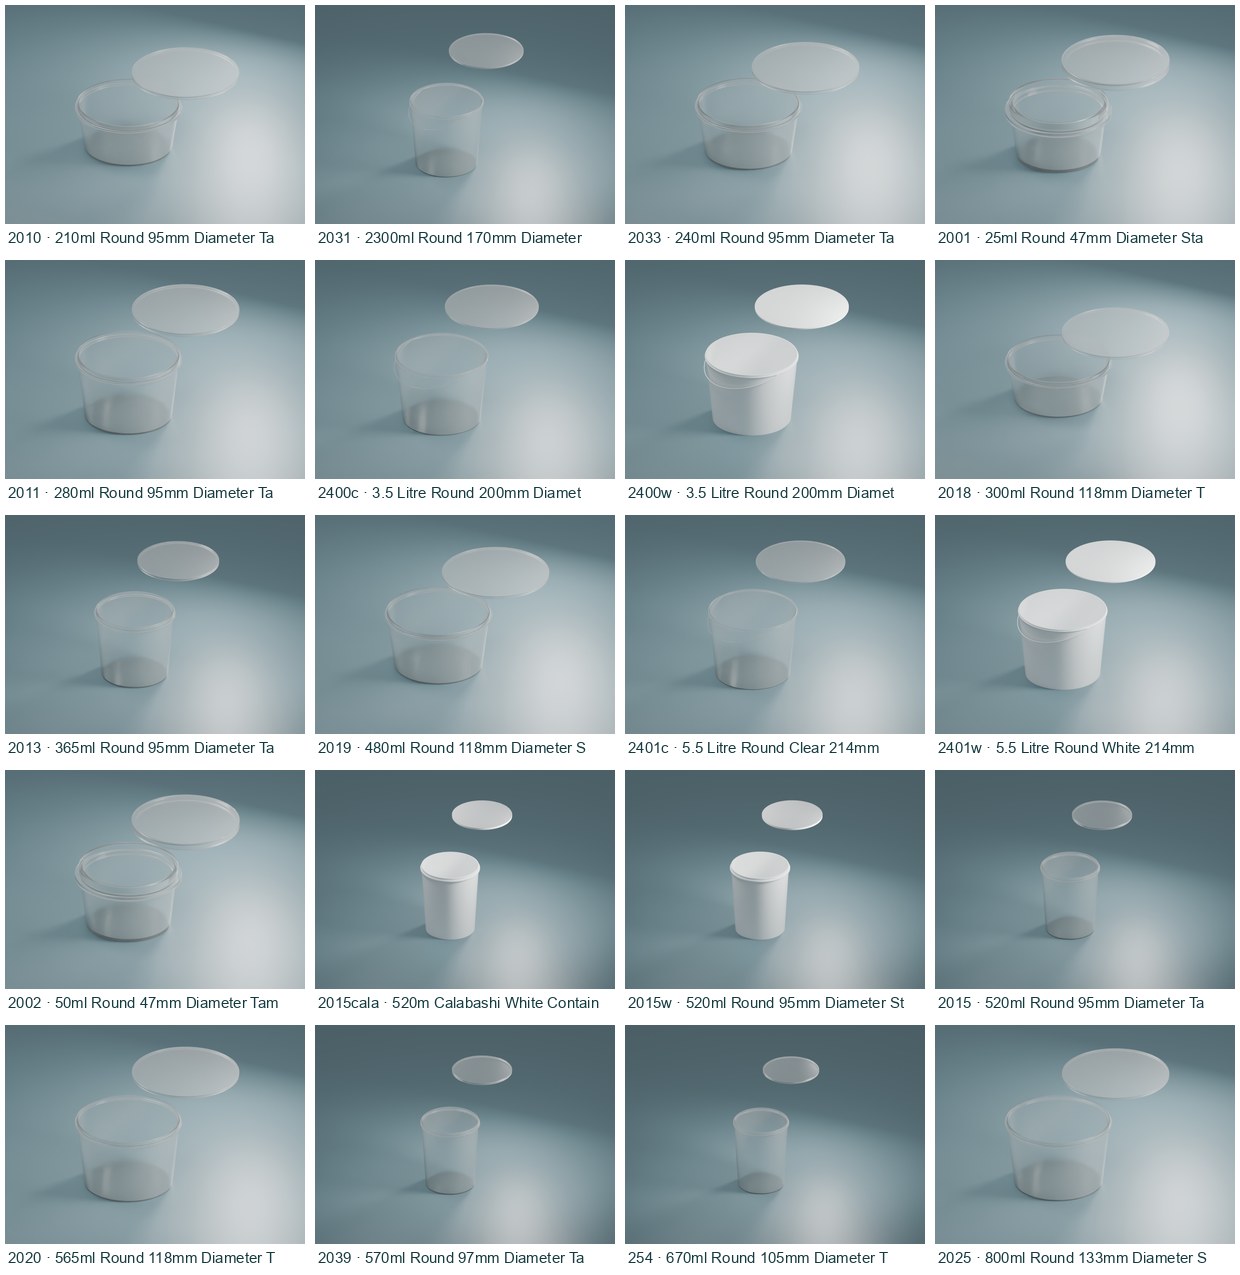 2010 · 210ml Round 95mm Diameter Ta
2031 · 2300ml Round 170mm Diameter
2033 · 240ml Round 95mm Diameter Ta
2001 · 25ml Round 47mm Diameter Sta
2011 · 280ml Round 95mm Diameter Ta
2400c · 3.5 Litre Round 200mm Diamet
2400w · 3.5 Litre Round 200mm Diamet
2018 · 300ml Round 118mm Diameter T
2013 · 365ml Round 95mm Diameter Ta
2019 · 480ml Round 118mm Diameter S
2401c · 5.5 Litre Round Clear 214mm
2401w · 5.5 Litre Round White 214mm
2002 · 50ml Round 47mm Diameter Tam
2015cala · 520m Calabashi White Contain
2015w · 520ml Round 95mm Diameter St
2015 · 520ml Round 95mm Diameter Ta
2020 · 565ml Round 118mm Diameter T
2039 · 570ml Round 97mm Diameter Ta
254 · 670ml Round 105mm Diameter T
2025 · 800ml Round 133mm Diameter S